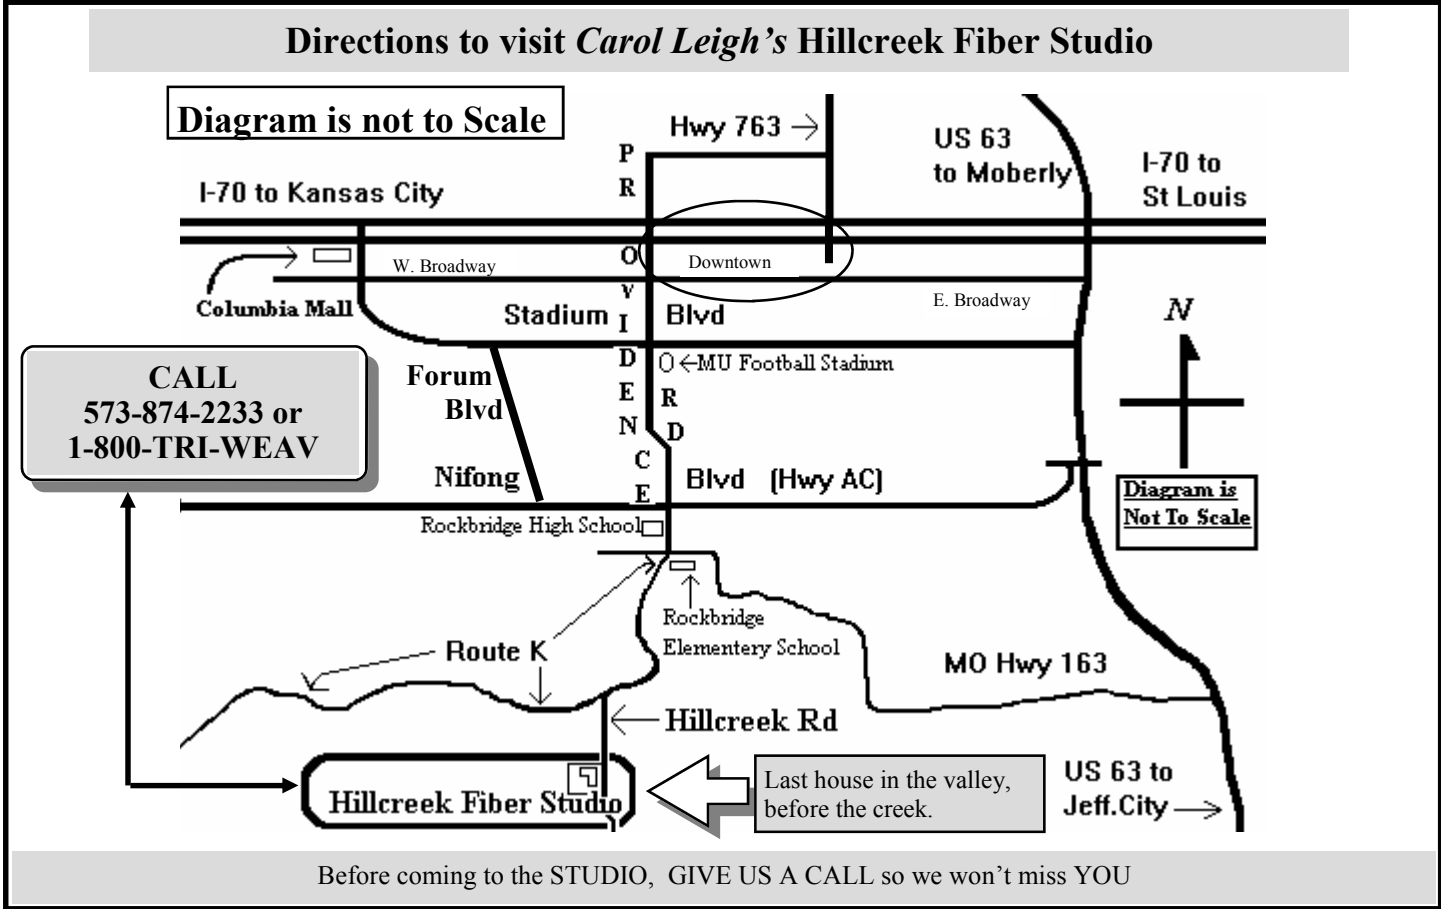 Directions to visit Carol Leigh's Hillcreek Fiber Studio
Diagram is not to Scale
Hwy 763
US 63
to Moberly
I-70 to
St Louis
I-70 to Kansas City
PROVIDENCE RD
Columbia Mall
W. Broadway
Downtown
E. Broadway
Stadium Blvd
N
MU Football Stadium
CALL
573-874-2233 or
1-800-TRI-WEAV
Forum
Blvd
Nifong Blvd (Hwy AC)
Diagram is
Not To Scale
Rockbridge High School
Rockbridge
Elementery School
Route K
MO Hwy 163
Hillcreek Rd
Hillcreek Fiber Studio
Last house in the valley,
before the creek.
US 63 to
Jeff.City
Before coming to the STUDIO, GIVE US A CALL so we won't miss YOU